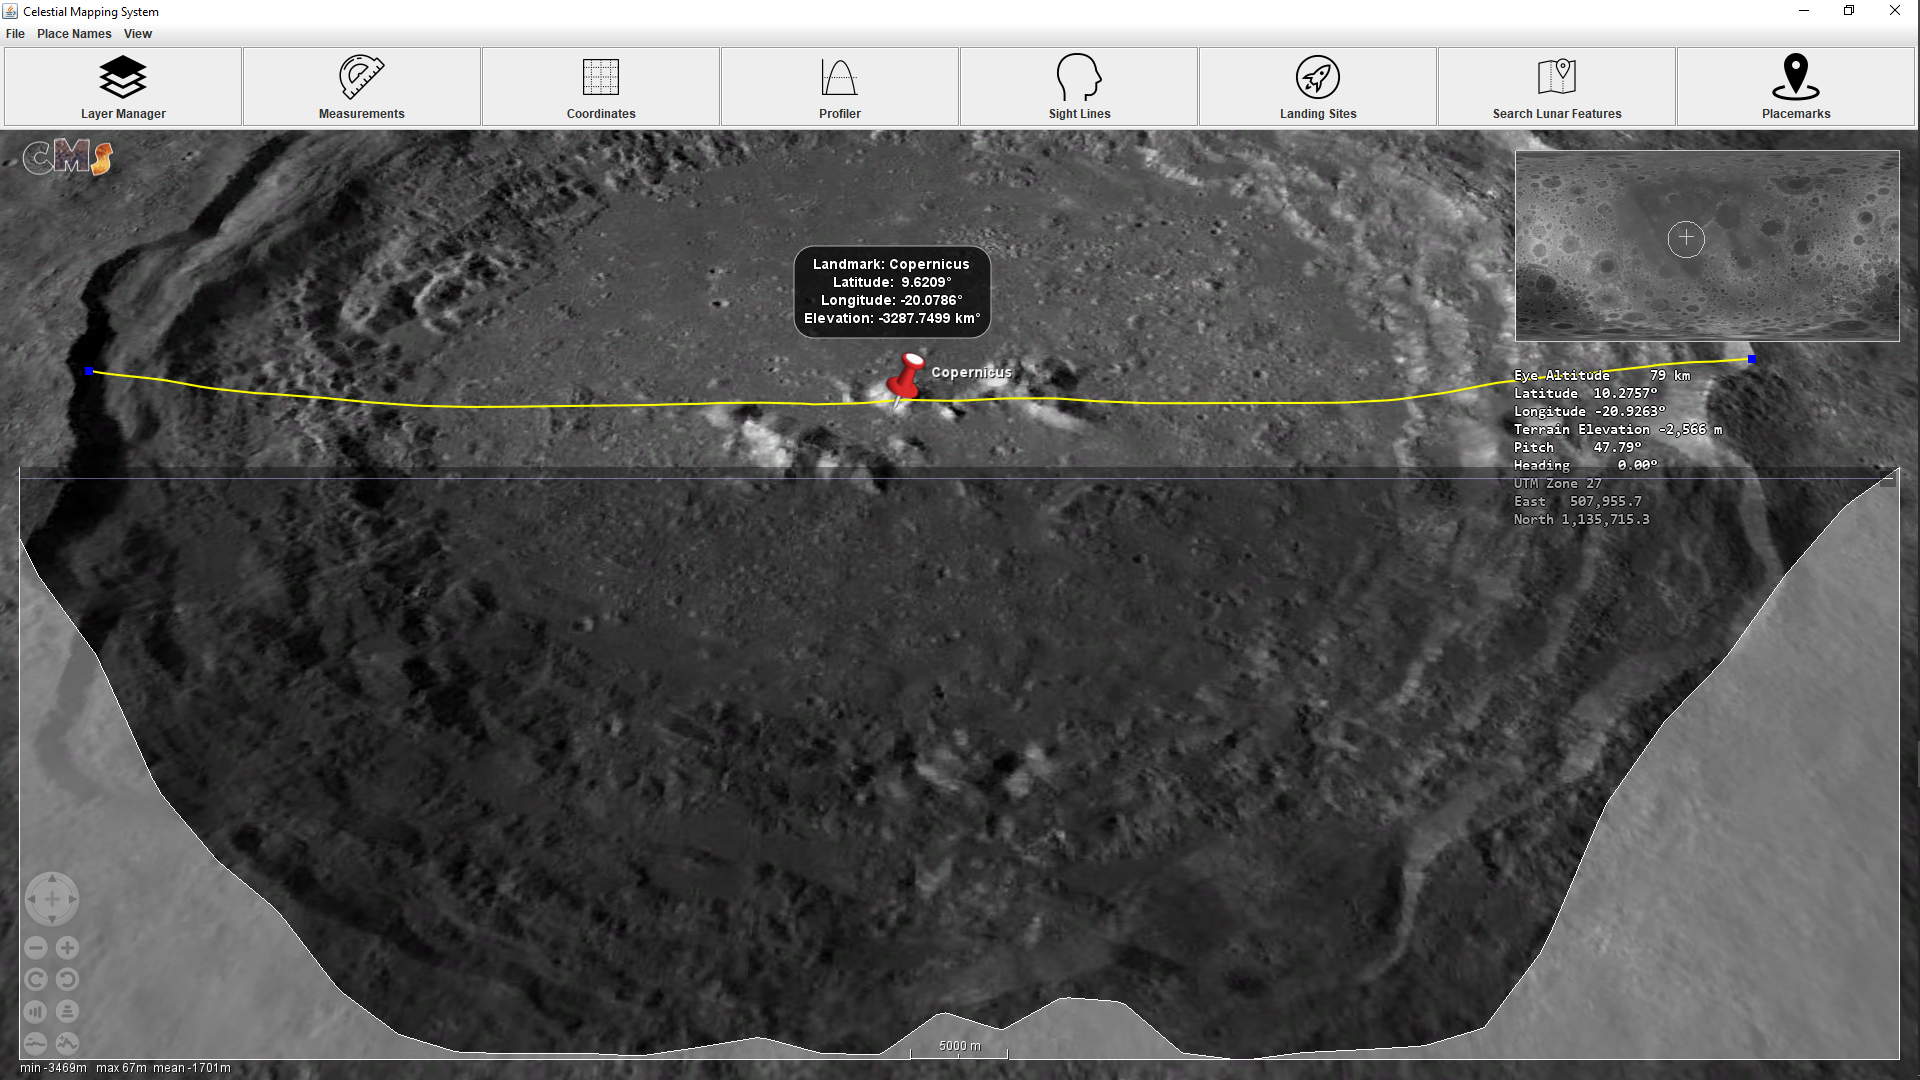 Celestial Mapping System
File Place Names View
Layer Manager
Measurements
Coordinates
Profiler
Sight Lines
Landing Sites
Search Lunar Features
Placemarks
CMS
Landmark: Copernicus
Latitude: 9.6209°
Longitude: -20.0786°
Elevation: -3287.7499 km°
Copernicus
Eye Altitude 79 km
Latitude 10.2757°
Longitude -20.9263°
Terrain Elevation -2,566 m
Pitch 47.79°
Heading 0.00°
UTM Zone 27
East 507,955.7
North 1,135,715.3
5000 m
min -3469m max 67m mean -1701m